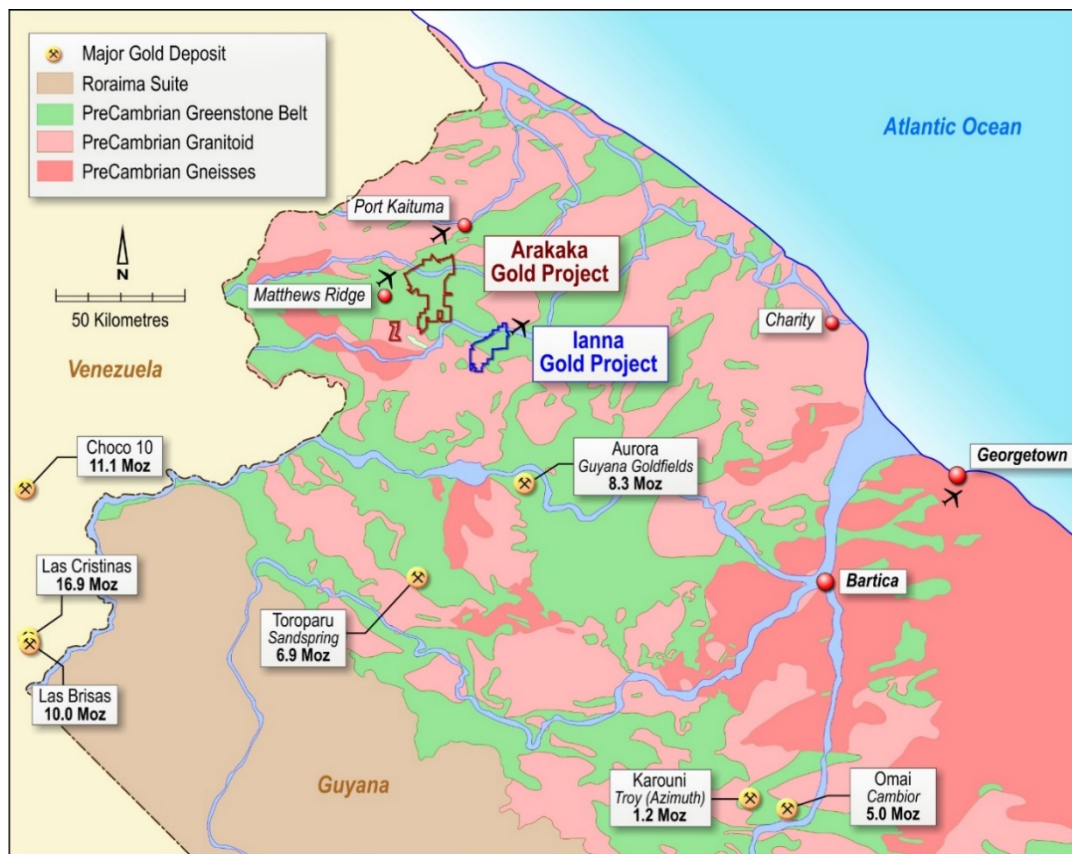 Major Gold Deposit
Roraima Suite
PreCambrian Greenstone Belt
PreCambrian Granitoid
PreCambrian Gneisses
N
50 Kilometres
Atlantic Ocean
Port Kaituma
Arakaka
Gold Project
Matthews Ridge
Ianna
Gold Project
Charity
Venezuela
Choco 10
11.1 Moz
Aurora
Guyana Goldfields
8.3 Moz
Georgetown
Las Cristinas
16.9 Moz
Bartica
Toroparu
Sandspring
6.9 Moz
Las Brisas
10.0 Moz
Guyana
Karouni
Troy (Azimuth)
1.2 Moz
Omai
Cambior
5.0 Moz